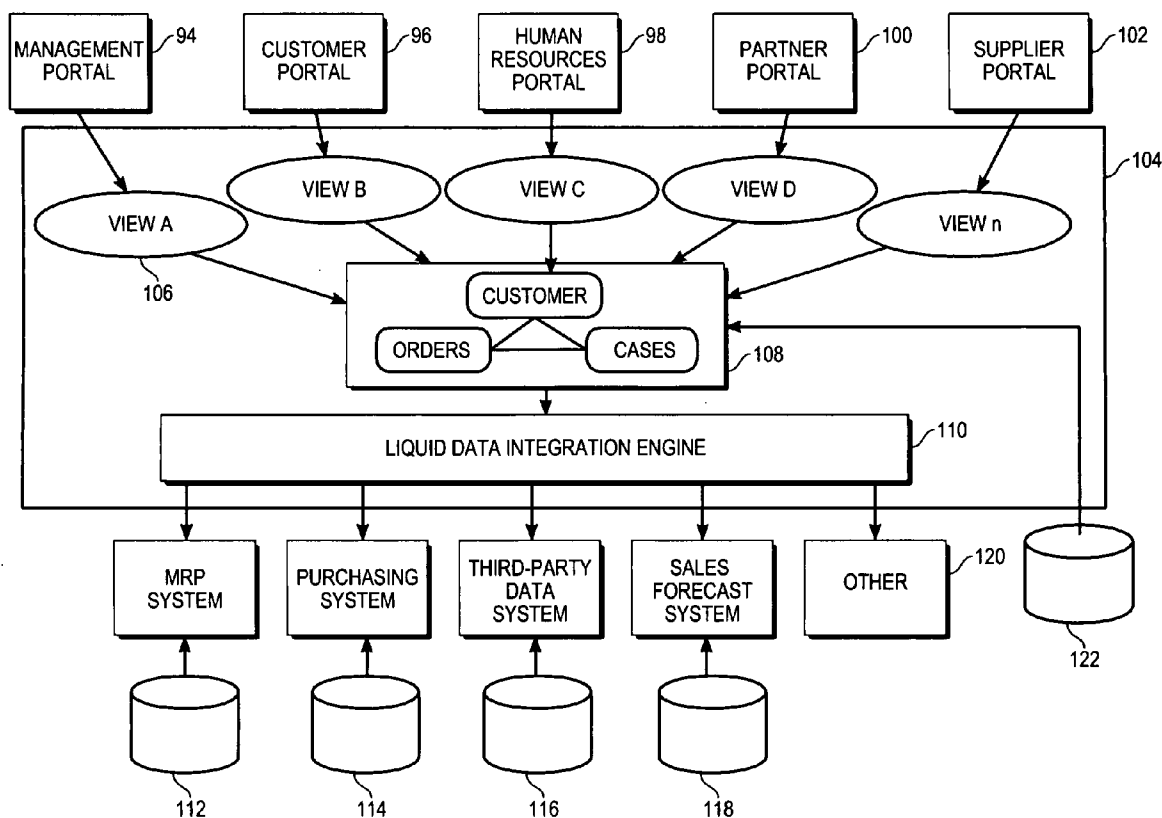 MANAGEMENT
PORTAL
94
CUSTOMER
PORTAL
96
HUMAN
RESOURCES
PORTAL
98
PARTNER
PORTAL
100
SUPPLIER
PORTAL
102
104
VIEW A
106
VIEW B
VIEW C
VIEW D
VIEW n
CUSTOMER
ORDERS
CASES
108
LIQUID DATA INTEGRATION ENGINE
110
MRP
SYSTEM
PURCHASING
SYSTEM
THIRD-PARTY
DATA
SYSTEM
SALES
FORECAST
SYSTEM
OTHER
120
122
112
114
116
118